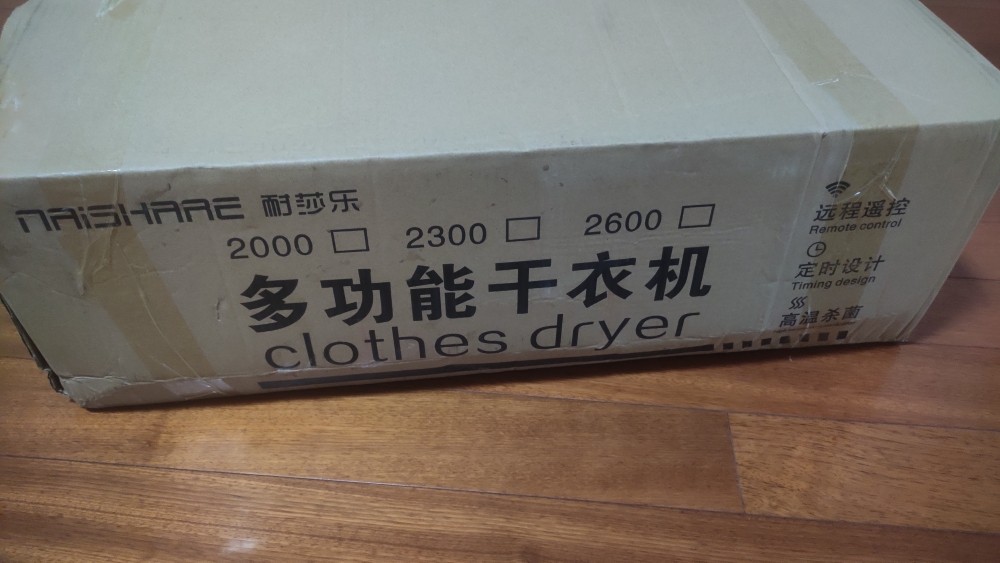 NAISHARE 耐莎乐
2000 2300 2600
多功能干衣机
clothes dryer
远程遥控
Remote control
定时设计
Timing design
高温杀菌